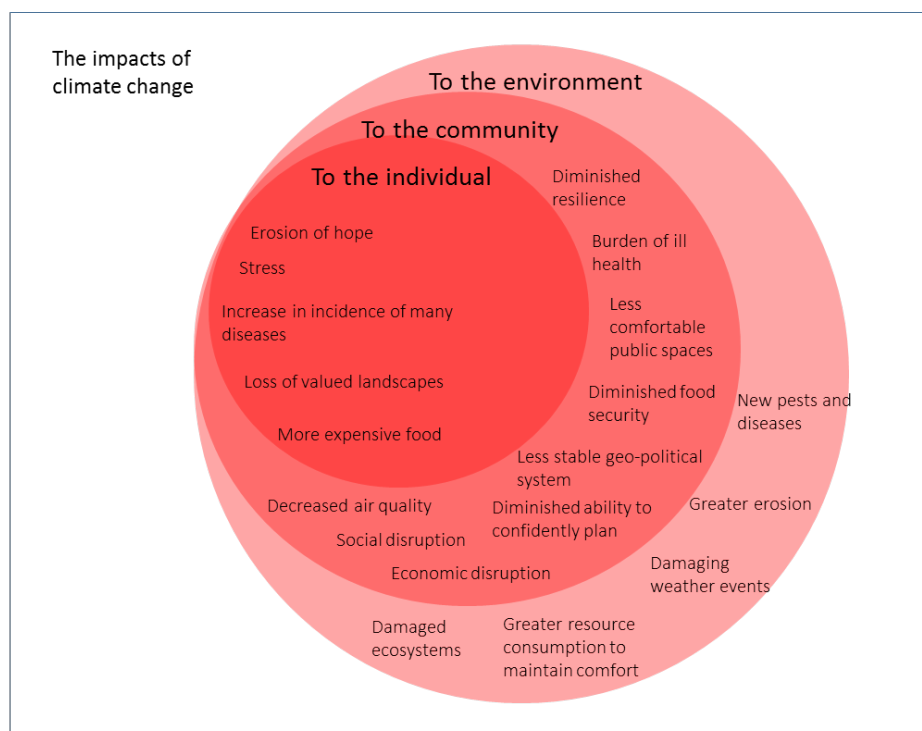 The impacts of
climate change
To the environment
To the community
To the individual
Diminished
resilience
Erosion of hope
Burden of ill
health
Stress
Increase in incidence of many
diseases
Less
comfortable
public spaces
Loss of valued landscapes
Diminished food
security
New pests and
diseases
More expensive food
Less stable geo-political
system
Decreased air quality
Diminished ability to
confidently plan
Greater erosion
Social disruption
Economic disruption
Damaging
weather events
Damaged
ecosystems
Greater resource
consumption to
maintain comfort